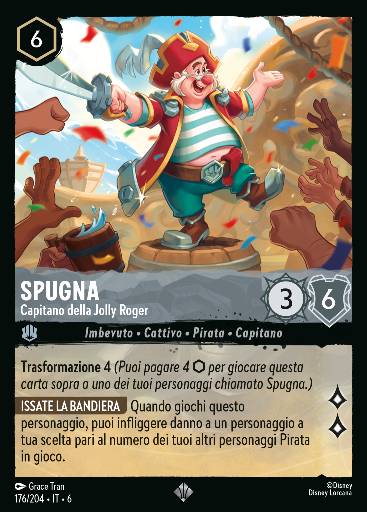 6
SPUGNA
Capitano della Jolly Roger
3
6
Imbevuto • Cattivo • Pirata • Capitano
Trasformazione 4 (Puoi pagare 4 per giocare questa
carta sopra a uno dei tuoi personaggi chiamato Spugna.)
ISSATE LA BANDIERA Quando giochi questo
personaggio, puoi infliggere danno a un personaggio a
tua scelta pari al numero dei tuoi altri personaggi Pirata
in gioco.
Grace Tran
©Disney
176/204 • IT • 6
Disney Lorcana